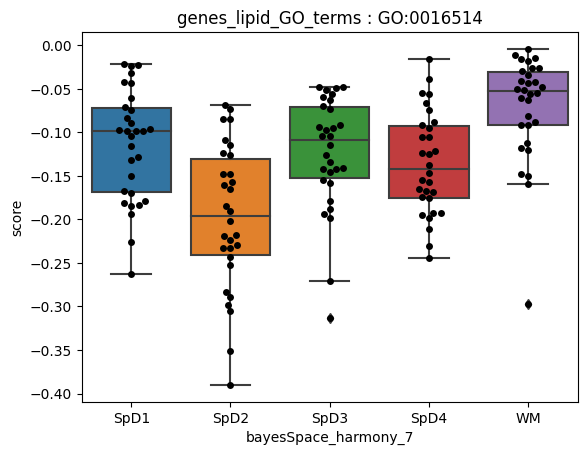 genes_lipid_GO_terms : GO:0016514
0.00
−0.05
−0.10
−0.15
−0.20
−0.25
−0.30
−0.35
−0.40
score
SpD1 SpD2 SpD3 SpD4 WM
bayesSpace_harmony_7